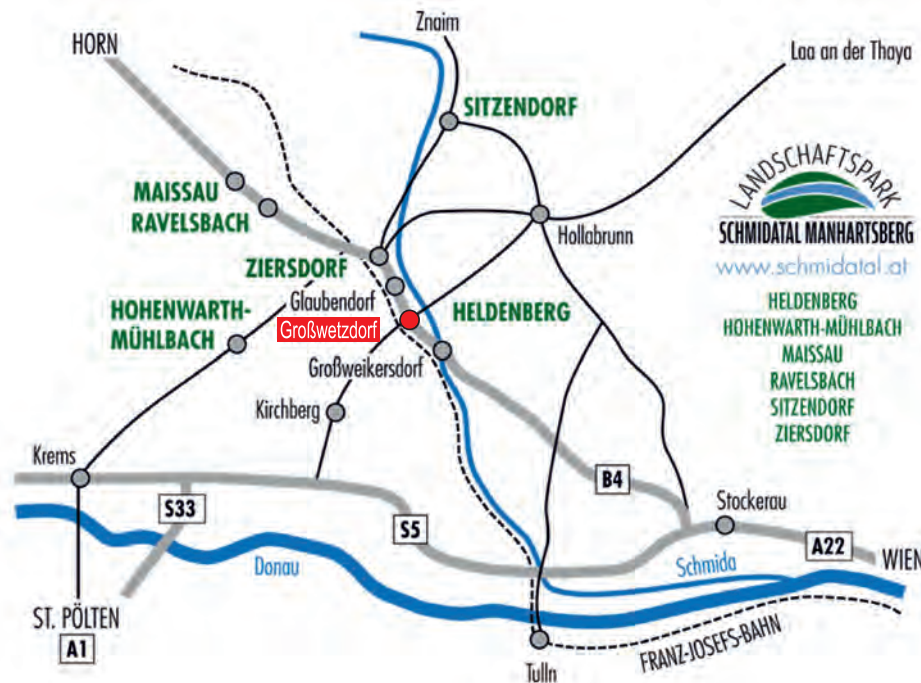 Znaim
HORN
Laa an der Thaya
SITZENDORF
MAISSAU
RAVELSBACH
Hollabrunn
LANDSCHAFTSPARK
SCHMIDATAL MANHARTSBERG
www.schmidatal.at
ZIERSDORF
Glaubendorf
HELDENBERG
Großwetzdorf
HOHENWARTH-
MÜHLBACH
Großweikersdorf
Kirchberg
HELDENBERG
HOHENWARTH-MÜHLBACH
MAISSAU
RAVELSBACH
SITZENDORF
ZIERSDORF
Krems
S33
S5
B4
Stockerau
A22
WIEN
Donau
Schmida
ST. PÖLTEN
A1
Tulln
FRANZ-JOSEFS-BAHN